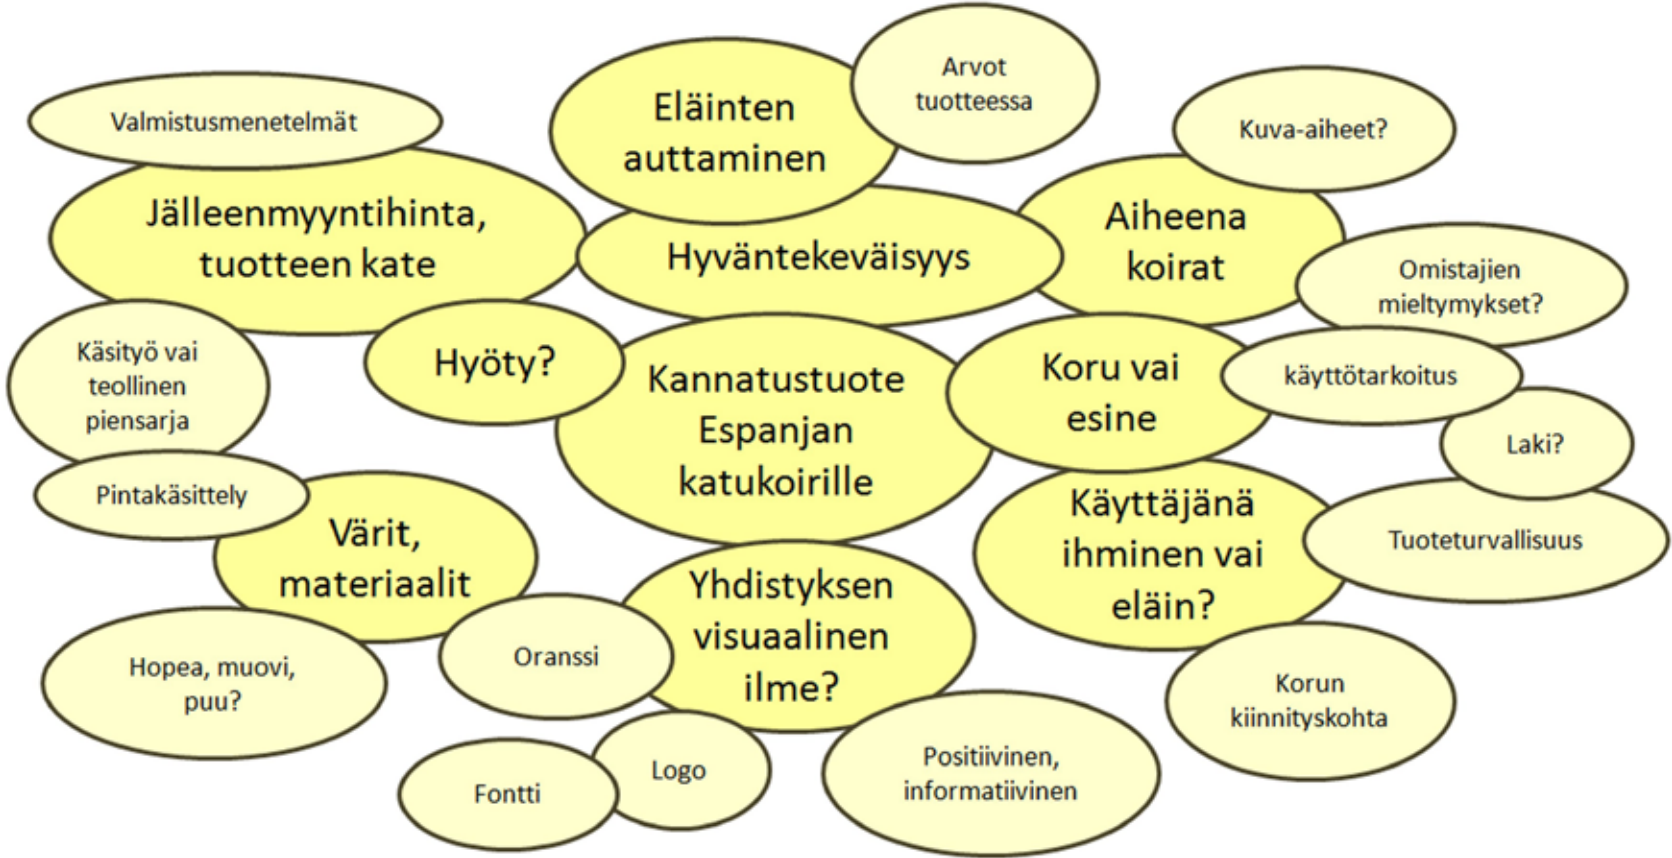 Arvot
tuotteessa
Eläinten
auttaminen
Valmistusmenetelmät
Kuva-aiheet?
Jälleenmyyntihinta,
tuotteen kate
Hyväntekeväisyys
Aiheena
koirat
Omistajien
mieltymykset?
Käsityö vai
teollinen
piensarja
Hyöty?
Kannatustuote
Espanjan
katukoirille
Koru vai
esine
käyttötarkoitus
Laki?
Pintakäsittely
Värit,
materiaalit
Käyttäjänä
ihminen vai
eläin?
Tuoteturvallisuus
Yhdistyksen
visuaalinen
ilme?
Oranssi
Hopea, muovi,
puu?
Korun
kiinnityskohta
Logo
Fontti
Positiivinen,
informatiivinen